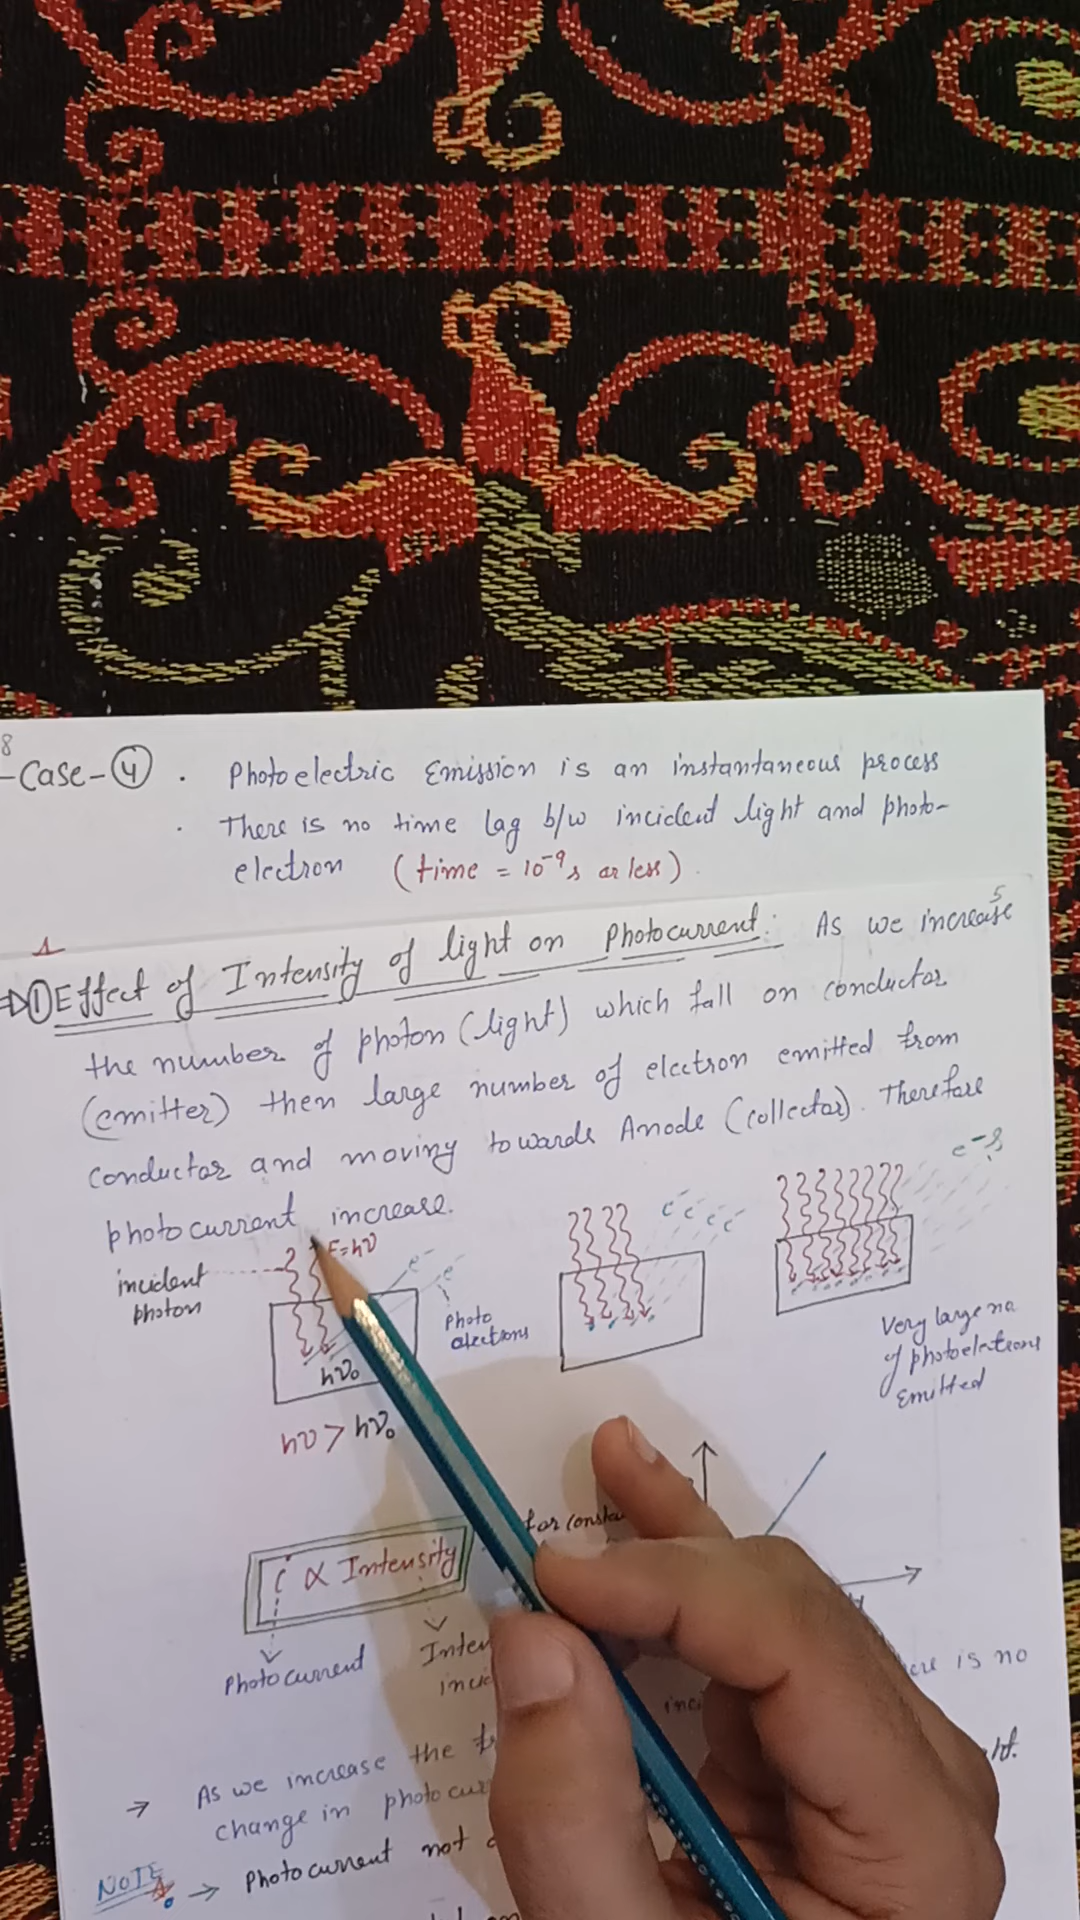 8
-Case-④ . Photoelectric Emission is an instantaneous process
. There is no time lag b/w incident light and photo-
electron (time = 10⁻⁹s or less)
5
⇒① Effect of Intensity of light on Photocurrent: As we increase
the number of photon (light) which fall on conductor
(emitter) then large number of electron emitted from
conductor and moving towards Anode (collector). Therefore
photocurrent increase.
incident
photon
E=hν
e⁻ e⁻
Photo
electrons
hν₀
hν > hν₀
e⁻ e⁻ e⁻ e⁻
e⁻s
Very large no
of photoelectrons
Emitted
i ∝ Intensity
for
Photocurrent
As we increase the
ere is no
change in photo
NOTE
→ Photocurrent not